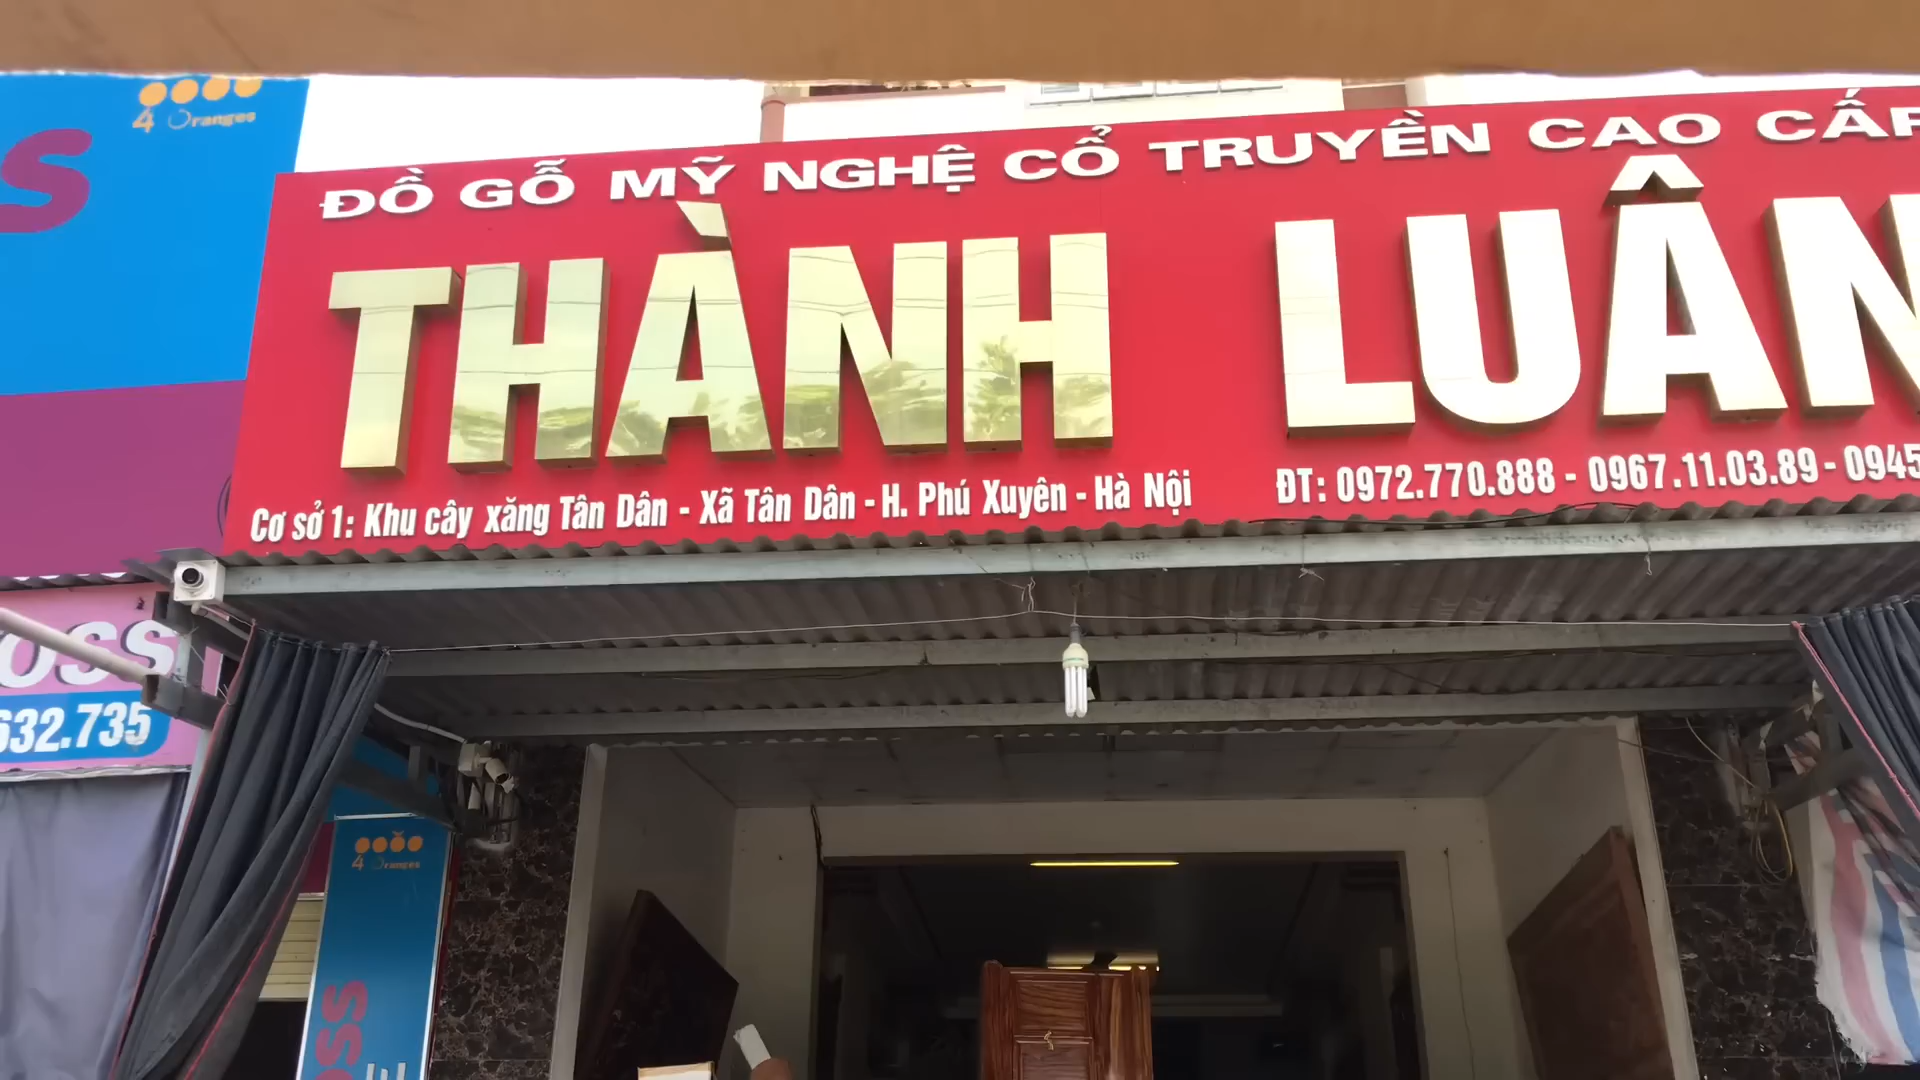 4 Oranges
S
ĐỒ GỖ MỸ NGHỆ CỔ TRUYỀN CAO CẤP
THÀNH LUÂN
Cơ sở 1: Khu cây xăng Tân Dân - Xã Tân Dân - H. Phú Xuyên - Hà Nội
ĐT: 0972.770.888 - 0967.11.03.89 - 0945
OSS
632.735
4 Oranges
OSS
E